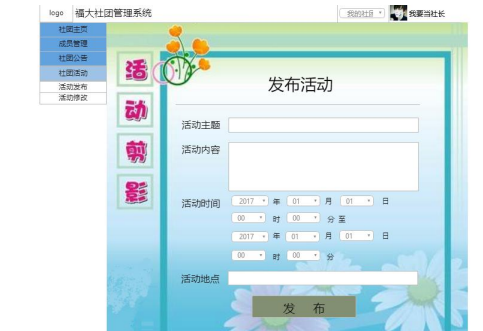 logo 福大社团管理系统 我的社团 我要当社长
社团主页
成员管理
社团公告
社团活动
活动发布
活动修改
活动剪影
发布活动
活动主题
活动内容
活动时间 2017 年 01 月 01 日
00 时 00 分 至
2017 年 01 月 01 日
00 时 00 分
活动地点
发 布